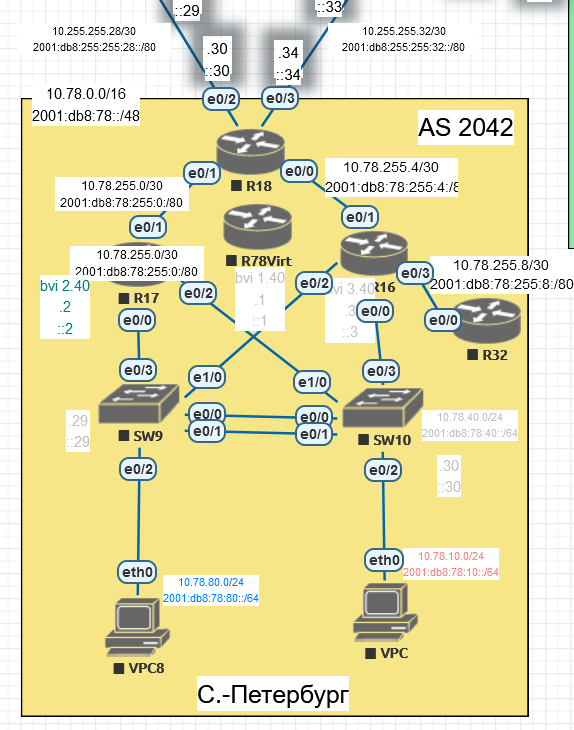 ::29
::33
10.255.255.28/30
2001:db8:255:255:28::/80
10.255.255.32/30
2001:db8:255:255:32::/80
.30
::30
.34
::34
10.78.0.0/16
2001:db8:78::/48
e0/2
e0/3
AS 2042
R18
e0/1
e0/0
10.78.255.4/30
2001:db8:78:255:4:/8
10.78.255.0/30
2001:db8:78:255:0:/80
e0/1
e0/1
R78Virt
10.78.255.0/30
2001:db8:78:255:0:/80
bvi 2.40
.2
::2
R17
e0/2
bvi 1.40
.1
::1
e0/2
bvi 3.40
.3
::3
R16
e0/3
10.78.255.8/30
2001:db8:78:255:8:/80
e0/0
e0/0
e0/0
R32
e0/3
e0/3
e1/0
e1/0
e0/0
e0/0
e0/1
e0/1
SW9
SW10
.29
::29
10.78.40.0/24
2001:db8:78:40::/64
.30
::30
e0/2
e0/2
eth0
eth0
10.78.80.0/24
2001:db8:78:80::/64
10.78.10.0/24
2001:db8:78:10::/64
VPC8
VPC
С.-Петербург